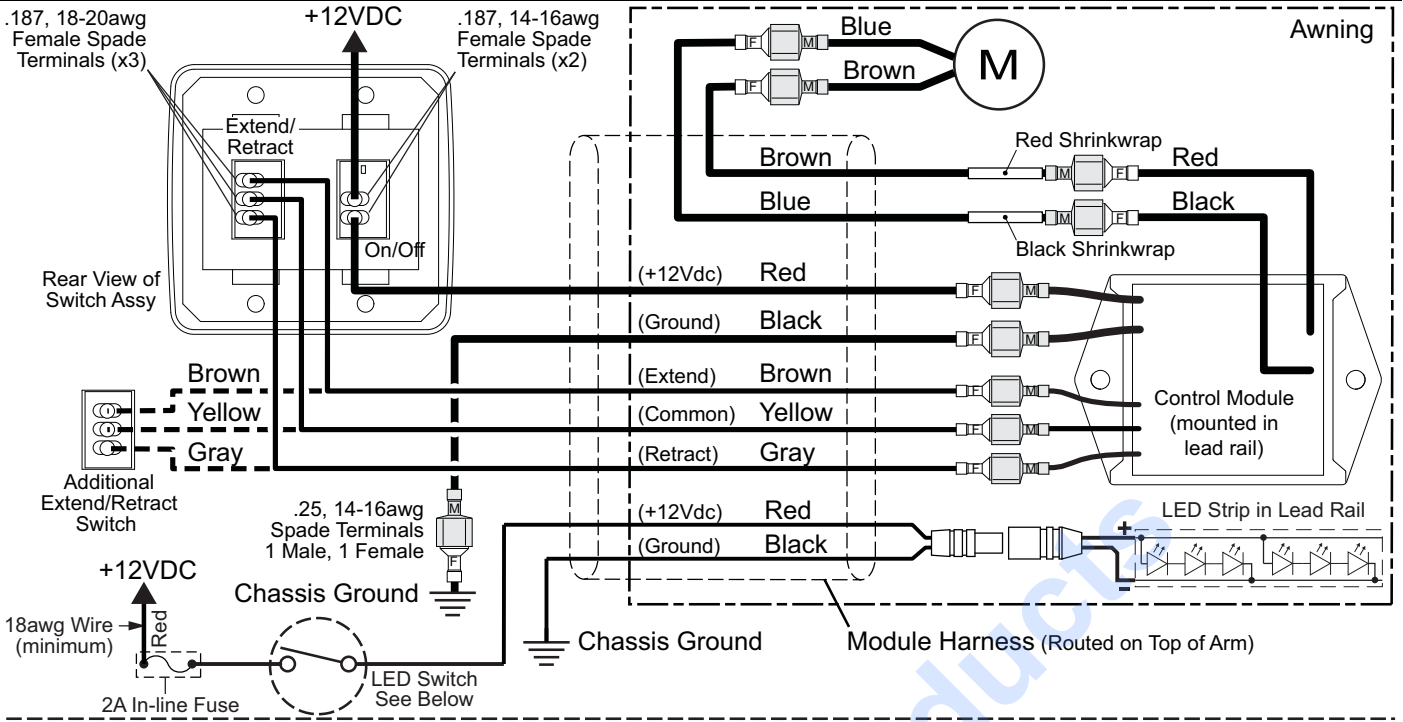 .187, 18-20awg
Female Spade
Terminals (x3)
+12VDC
.187, 14-16awg
Female Spade
Terminals (x2)
Extend/
Retract
On/Off
Rear View of
Switch Assy
Awning
F
M
Blue
F
M
Brown
M
Brown
Red Shrinkwrap
M
F
Red
Blue
Black Shrinkwrap
M
F
Black
(+12Vdc)
Red
F
M
(Ground)
Black
F
M
(Extend)
Brown
F
M
(Common)
Yellow
F
M
(Retract)
Gray
F
M
Control Module
(mounted in
lead rail)
Brown
Yellow
Gray
Additional
Extend/Retract
Switch
.25, 14-16awg
Spade Terminals
1 Male, 1 Female
M
F
Chassis Ground
(+12Vdc)
Red
(Ground)
Black
LED Strip in Lead Rail
+
-
+12VDC
18awg Wire
(minimum)
Red
2A In-line Fuse
LED Switch
See Below
Chassis Ground
Module Harness (Routed on Top of Arm)
ducts